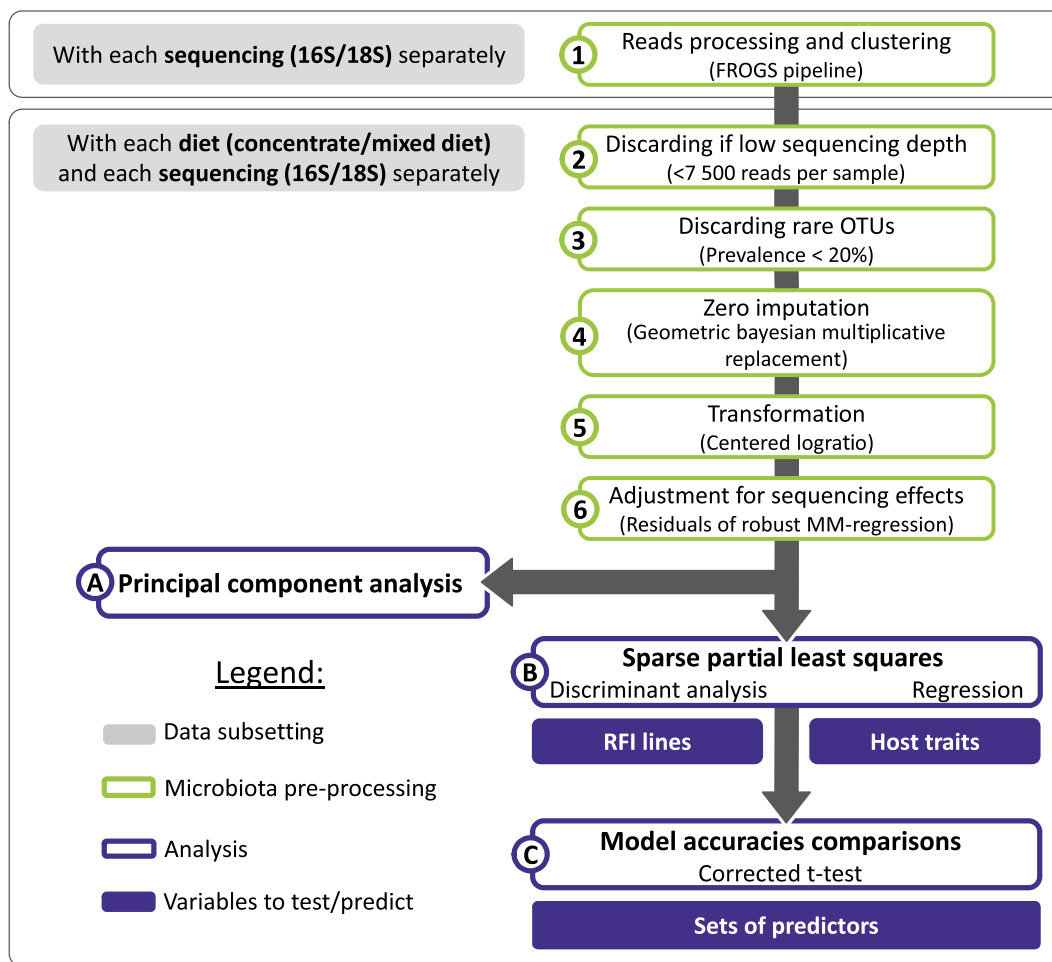 With each sequencing (16S/18S) separately
1
Reads processing and clustering
(FROGS pipeline)
With each diet (concentrate/mixed diet)
and each sequencing (16S/18S) separately
2
Discarding if low sequencing depth
(<7 500 reads per sample)
3
Discarding rare OTUs
(Prevalence < 20%)
4
Zero imputation
(Geometric bayesian multiplicative
replacement)
5
Transformation
(Centered logratio)
6
Adjustment for sequencing effects
(Residuals of robust MM-regression)
A
Principal component analysis
B
Sparse partial least squares
Discriminant analysis
Regression
RFI lines
Host traits
C
Model accuracies comparisons
Corrected t-test
Sets of predictors
Legend:
Data subsetting
Microbiota pre-processing
Analysis
Variables to test/predict